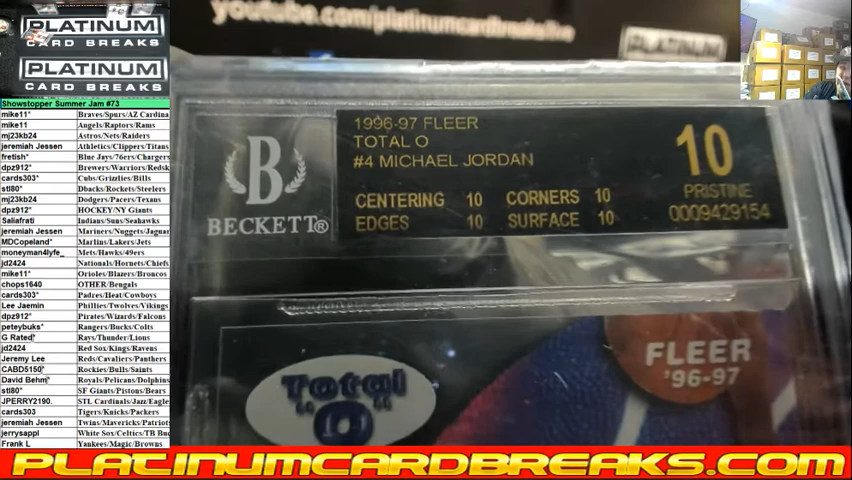 youtube.com/platinumcardbreakslive
PLATINUM
CARD BREAKS
PLATINUM
CARD BREAKS
PLATINUM
Showstopper Summer Jam #73
mike11* Braves/Spurs/AZ Cardina
mike11 Angels/Raptors/Rams
mj23kb24 Astros/Nets/Raiders
jeremiah Jessen Athletics/Clippers/Titans
fretish* Blue Jays/76ers/Chargers
dpz912* Brewers/Warriors/Redsk
cards303* Cubs/Grizzlies/Bills
stl80* Dbacks/Rockets/Steelers
mj23kb24 Dodgers/Pacers/Texans
dpz912* HOCKEY/NY Giants
Sallafrati Indians/Suns/Seahawks
jeremiah Jessen Mariners/Nuggets/Jaguar
MDCopeland* Marlins/Lakers/Jets
moneyman4lyfe_ Mets/Hawks/49ers
jd2424 Nationals/Hornets/Chiefs
mike11* Orioles/Blazers/Broncos
chops1640 OTHER/Bengals
cards303* Padres/Heat/Cowboys
Lee Jaemin Phillies/Twolves/Vikings
dpz912* Pirates/Wizards/Falcons
peteybuks* Rangers/Bucks/Colts
G Rated* Rays/Thunder/Lions
jd2424 Red Sox/Kings/Ravens
Jeremy Lee Reds/Cavaliers/Panthers
CABD5150* Rockies/Bulls/Saints
David Behm* Royals/Pelicans/Dolphins
stl80* SF Giants/Pistons/Bears
JPERRY2190. STL Cardinals/Jazz/Eagle
cards303 Tigers/Knicks/Packers
jeremiah Jessen Twins/Mavericks/Patriot
jerrysappl White Sox/Celtics/TB Buc
Frank L Yankees/Magic/Browns
B
BECKETT®
1996-97 FLEER
TOTAL O
#4 MICHAEL JORDAN
CENTERING 10 CORNERS 10
EDGES 10 SURFACE 10
10
PRISTINE
0009429154
Total
"O"
FLEER
'96-97
PLATINUMCARDBREAKS.COM